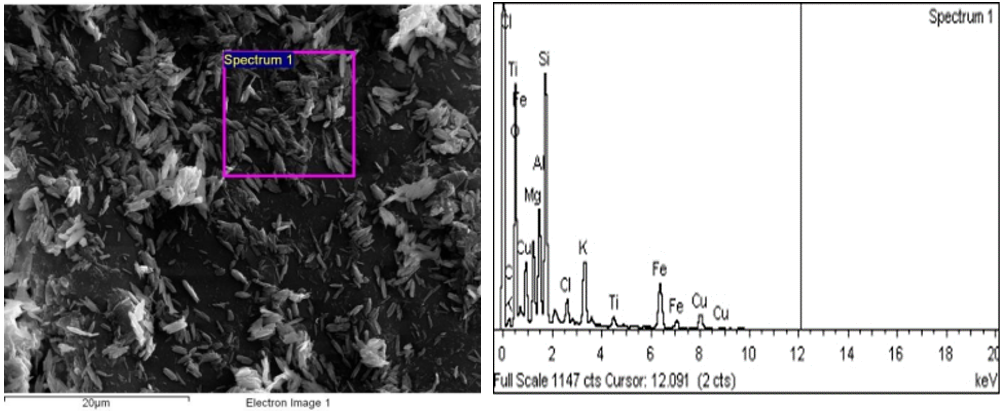 Spectrum 1
20µm
Electron Image 1
Spectrum 1
Cl
Ti
Fe
O
Si
Al
Mg
Cu
C
K
Cl
K
Ti
Fe
Fe
Cu
Cu
0 2 4 6 8 10 12 14 16 18 20
Full Scale 1147 cts Cursor: 12.091 (2 cts)
keV